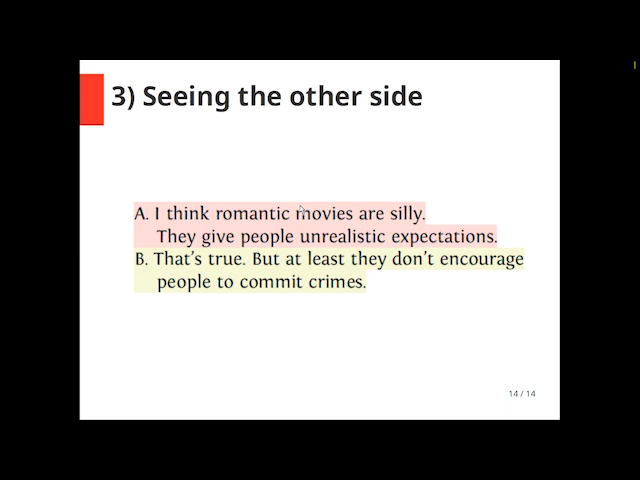 3) Seeing the other side
A. I think romantic movies are silly.
They give people unrealistic expectations.
B. That's true. But at least they don't encourage
people to commit crimes.
14 / 14